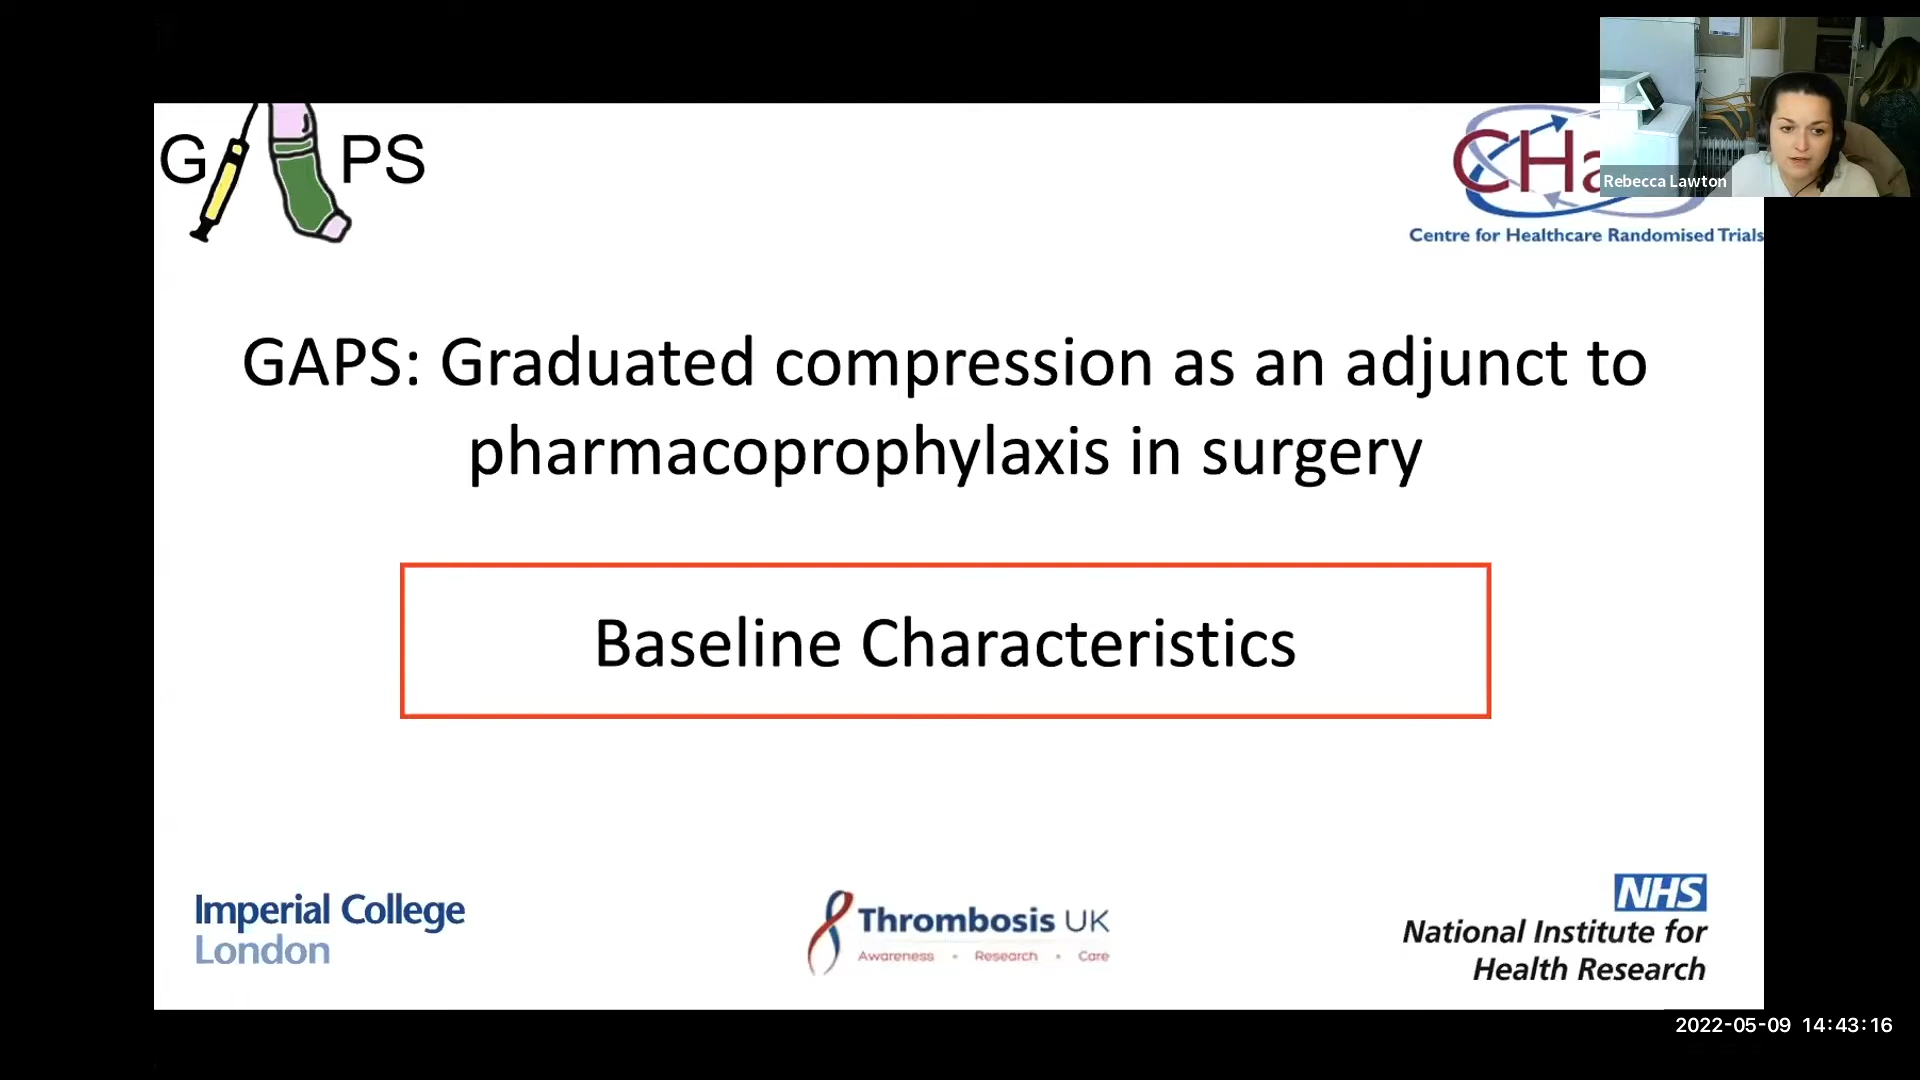 G PS
CHa
Rebecca Lawton
Centre for Healthcare Randomised Trials
GAPS: Graduated compression as an adjunct to
pharmacoprophylaxis in surgery
Baseline Characteristics
Imperial College
London
Thrombosis UK
Awareness • Research • Care
NHS
National Institute for
Health Research
2022-05-09 14:43:16